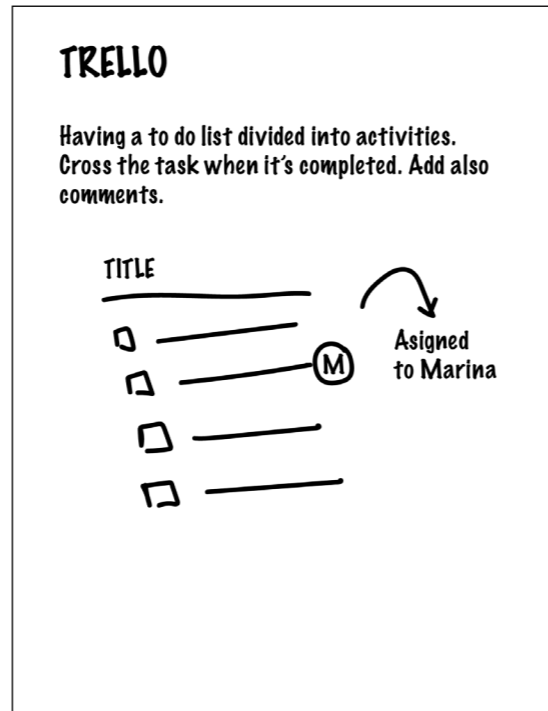 TRELLO
Having a to do list divided into activities.
Cross the task when it's completed. Add also
comments.
TITLE
M
Asigned
to Marina